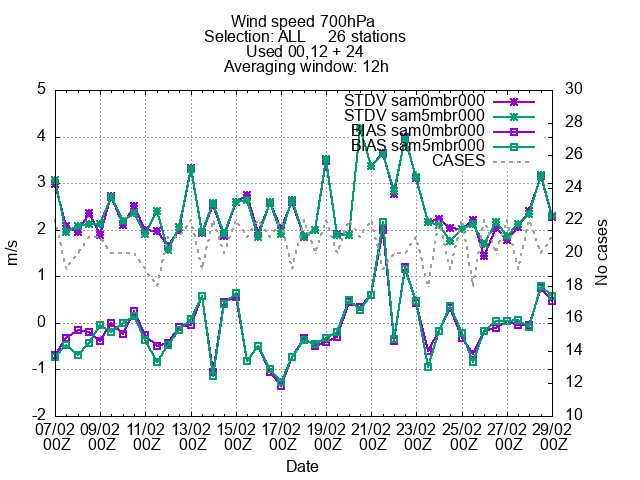 Wind speed 700hPa
Selection: ALL 26 stations
Used 00,12 + 24
Averaging window: 12h
5 30
STDV sam0mbr000
28
STDV sam5mbr000
4
BIAS sam0mbr000
26
BIAS sam5mbr000
CASES
3
24
22
2
m/s
20
No cases
1
18
0
16
14
-1
12
-2 10
07/02 09/02 11/02 13/02 15/02 17/02 19/02 21/02 23/02 25/02 27/02 29/02
00Z 00Z 00Z 00Z 00Z 00Z 00Z 00Z 00Z 00Z 00Z 00Z
Date